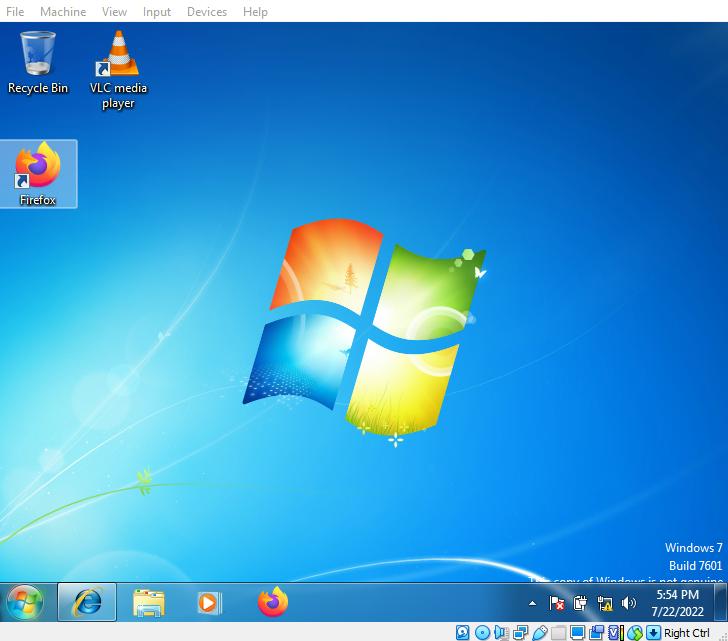 File Machine View Input Devices Help
Recycle Bin
VLC media
player
Firefox
Windows 7
Build 7601
This copy of Windows is not genuine
5:54 PM
7/22/2022
Right Ctrl